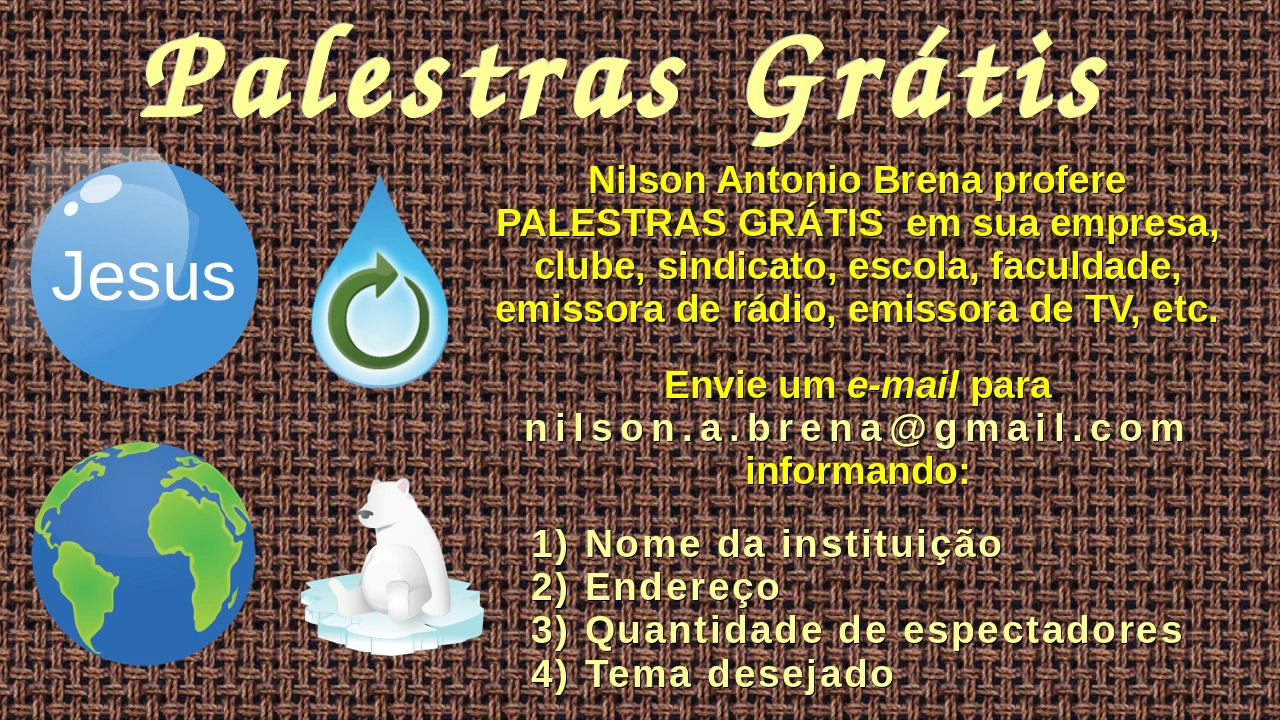 Palestras Grátis
Jesus
Nilson Antonio Brena profere
PALESTRAS GRÁTIS em sua empresa,
clube, sindicato, escola, faculdade,
emissora de rádio, emissora de TV, etc.
Envie um e-mail para
nilson.a.brena@gmail.com
informando:
1) Nome da instituição
2) Endereço
3) Quantidade de espectadores
4) Tema desejado